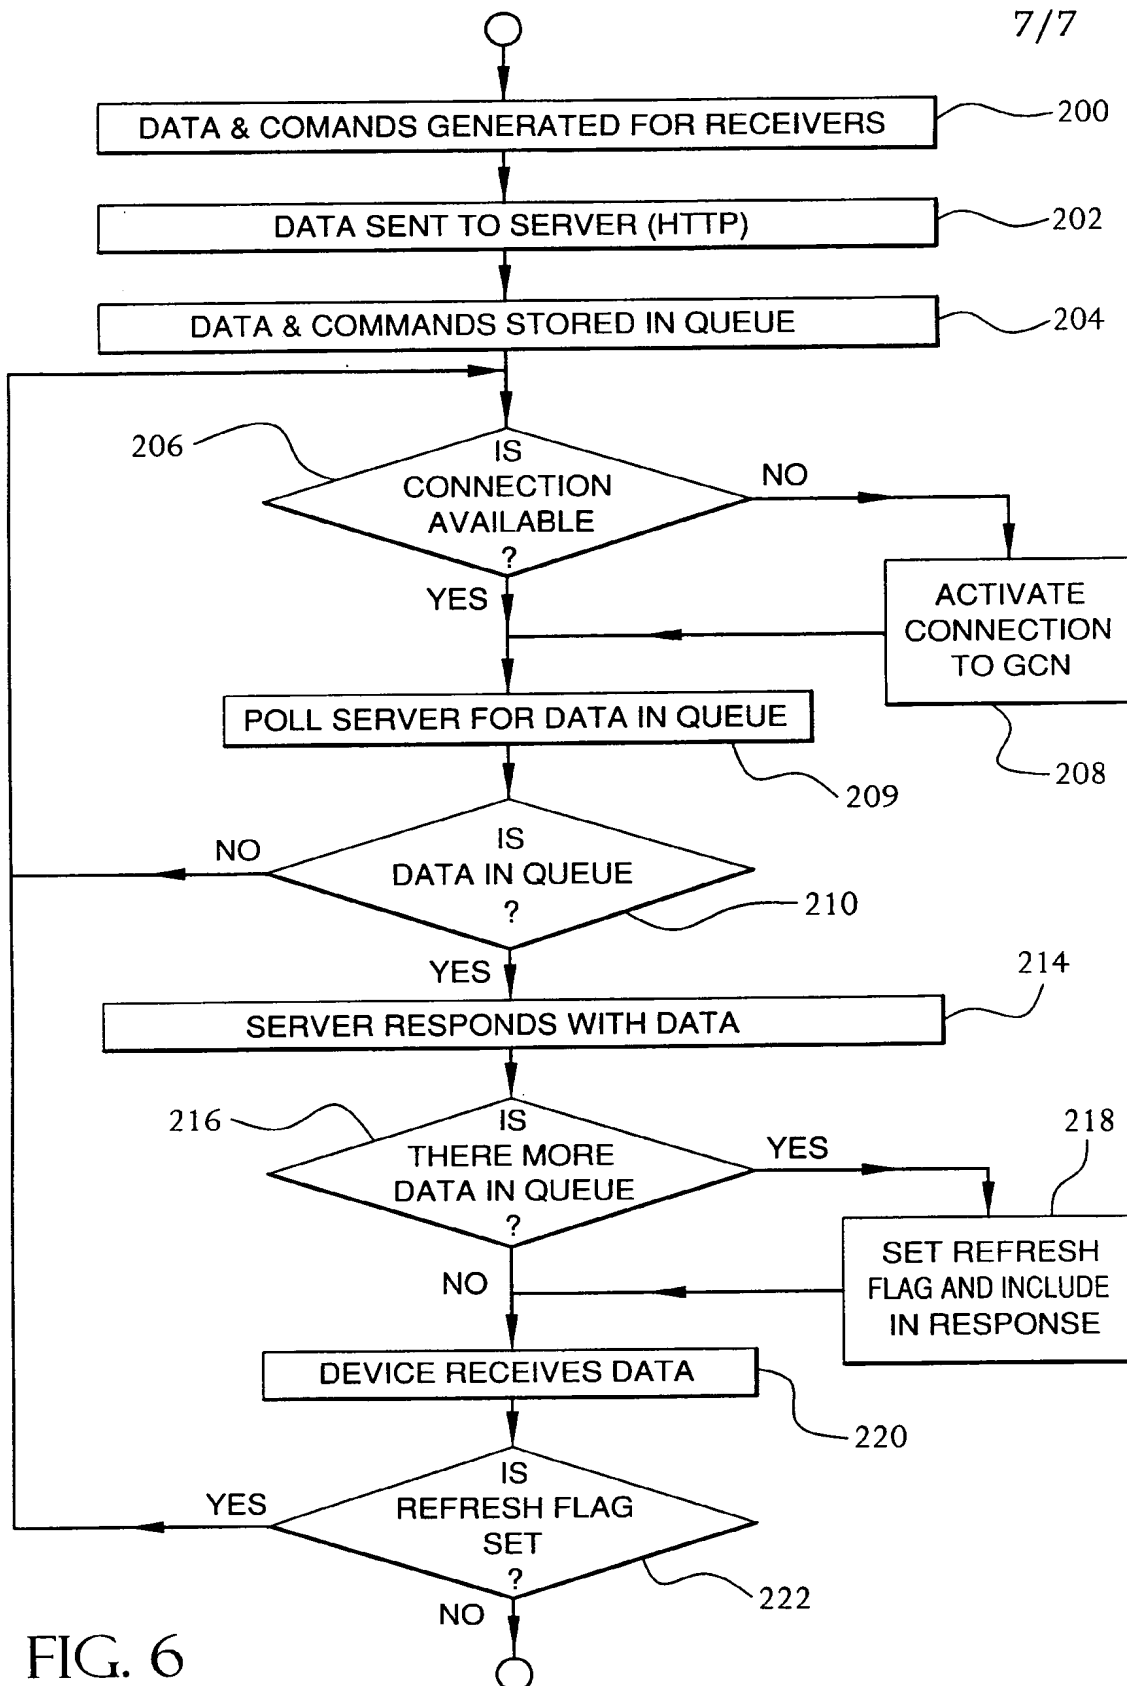 7/7
DATA & COMANDS GENERATED FOR RECEIVERS
200
DATA SENT TO SERVER (HTTP)
202
DATA & COMMANDS STORED IN QUEUE
204
206
IS
CONNECTION
AVAILABLE
?
NO
YES
ACTIVATE
CONNECTION
TO GCN
208
POLL SERVER FOR DATA IN QUEUE
209
IS
DATA IN QUEUE
?
NO
210
YES
214
SERVER RESPONDS WITH DATA
216
IS
THERE MORE
DATA IN QUEUE
?
YES
218
NO
SET REFRESH
FLAG AND INCLUDE
IN RESPONSE
DEVICE RECEIVES DATA
220
IS
REFRESH FLAG
SET
?
YES
222
NO
FIG. 6